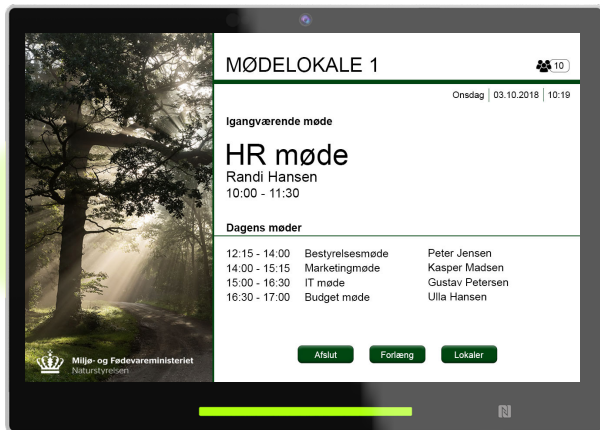 MØDELOKALE 1
10
Onsdag 03.10.2018 10:19
Igangværende møde
HR møde
Randi Hansen
10:00 - 11:30
Dagens møder
12:15 - 14:00 Bestyrelsesmøde Peter Jensen
14:00 - 15:15 Marketingmøde Kasper Madsen
15:00 - 16:30 IT møde Gustav Petersen
16:30 - 17:00 Budget møde Ulla Hansen
Afslut Forlæng Lokaler
Miljø- og Fødevareministeriet
Naturstyrelsen